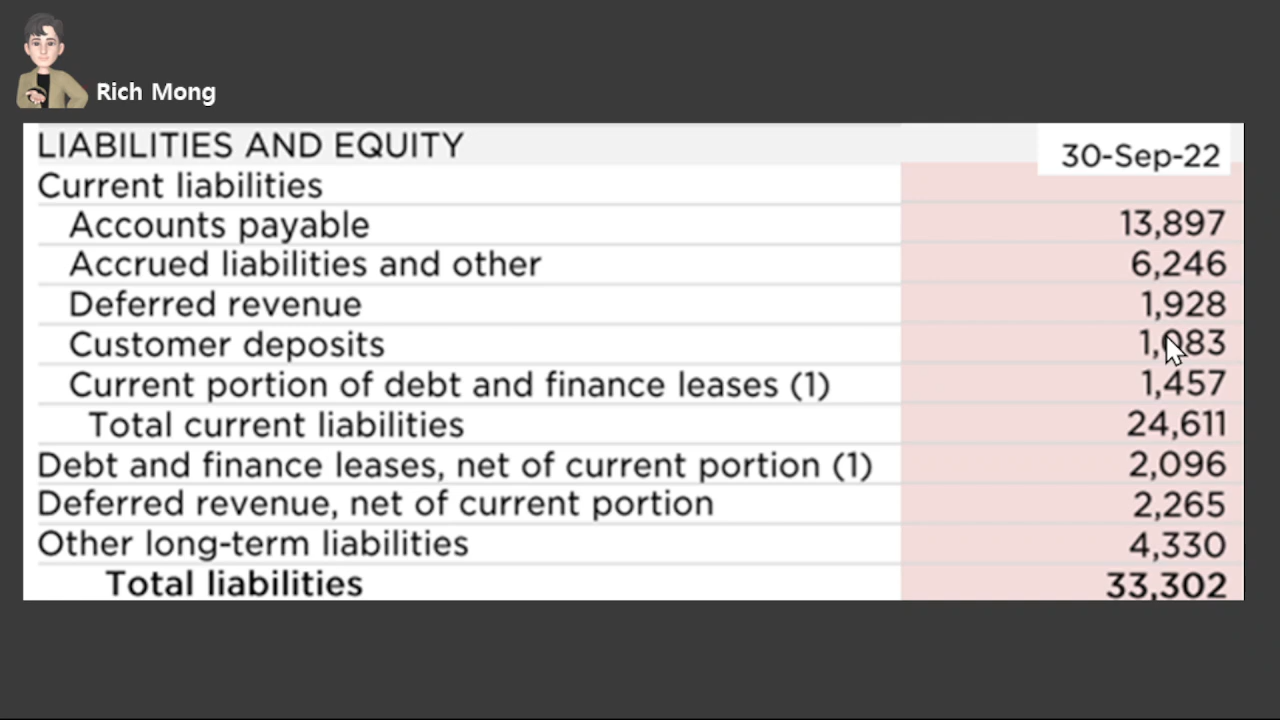 Rich Mong
LIABILITIES AND EQUITY 30-Sep-22
Current liabilities
Accounts payable 13,897
Accrued liabilities and other 6,246
Deferred revenue 1,928
Customer deposits 1,083
Current portion of debt and finance leases (1) 1,457
Total current liabilities 24,611
Debt and finance leases, net of current portion (1) 2,096
Deferred revenue, net of current portion 2,265
Other long-term liabilities 4,330
Total liabilities 33,302